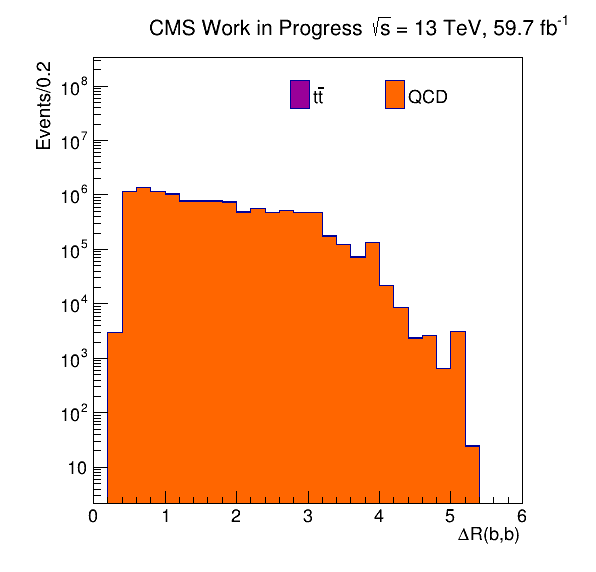 CMS Work in Progress √s = 13 TeV, 59.7 fb⁻¹
Events/0.2
tt̄
QCD
10⁸
10⁷
10⁶
10⁵
10⁴
10³
10²
10
0 1 2 3 4 5 6
ΔR(b,b)